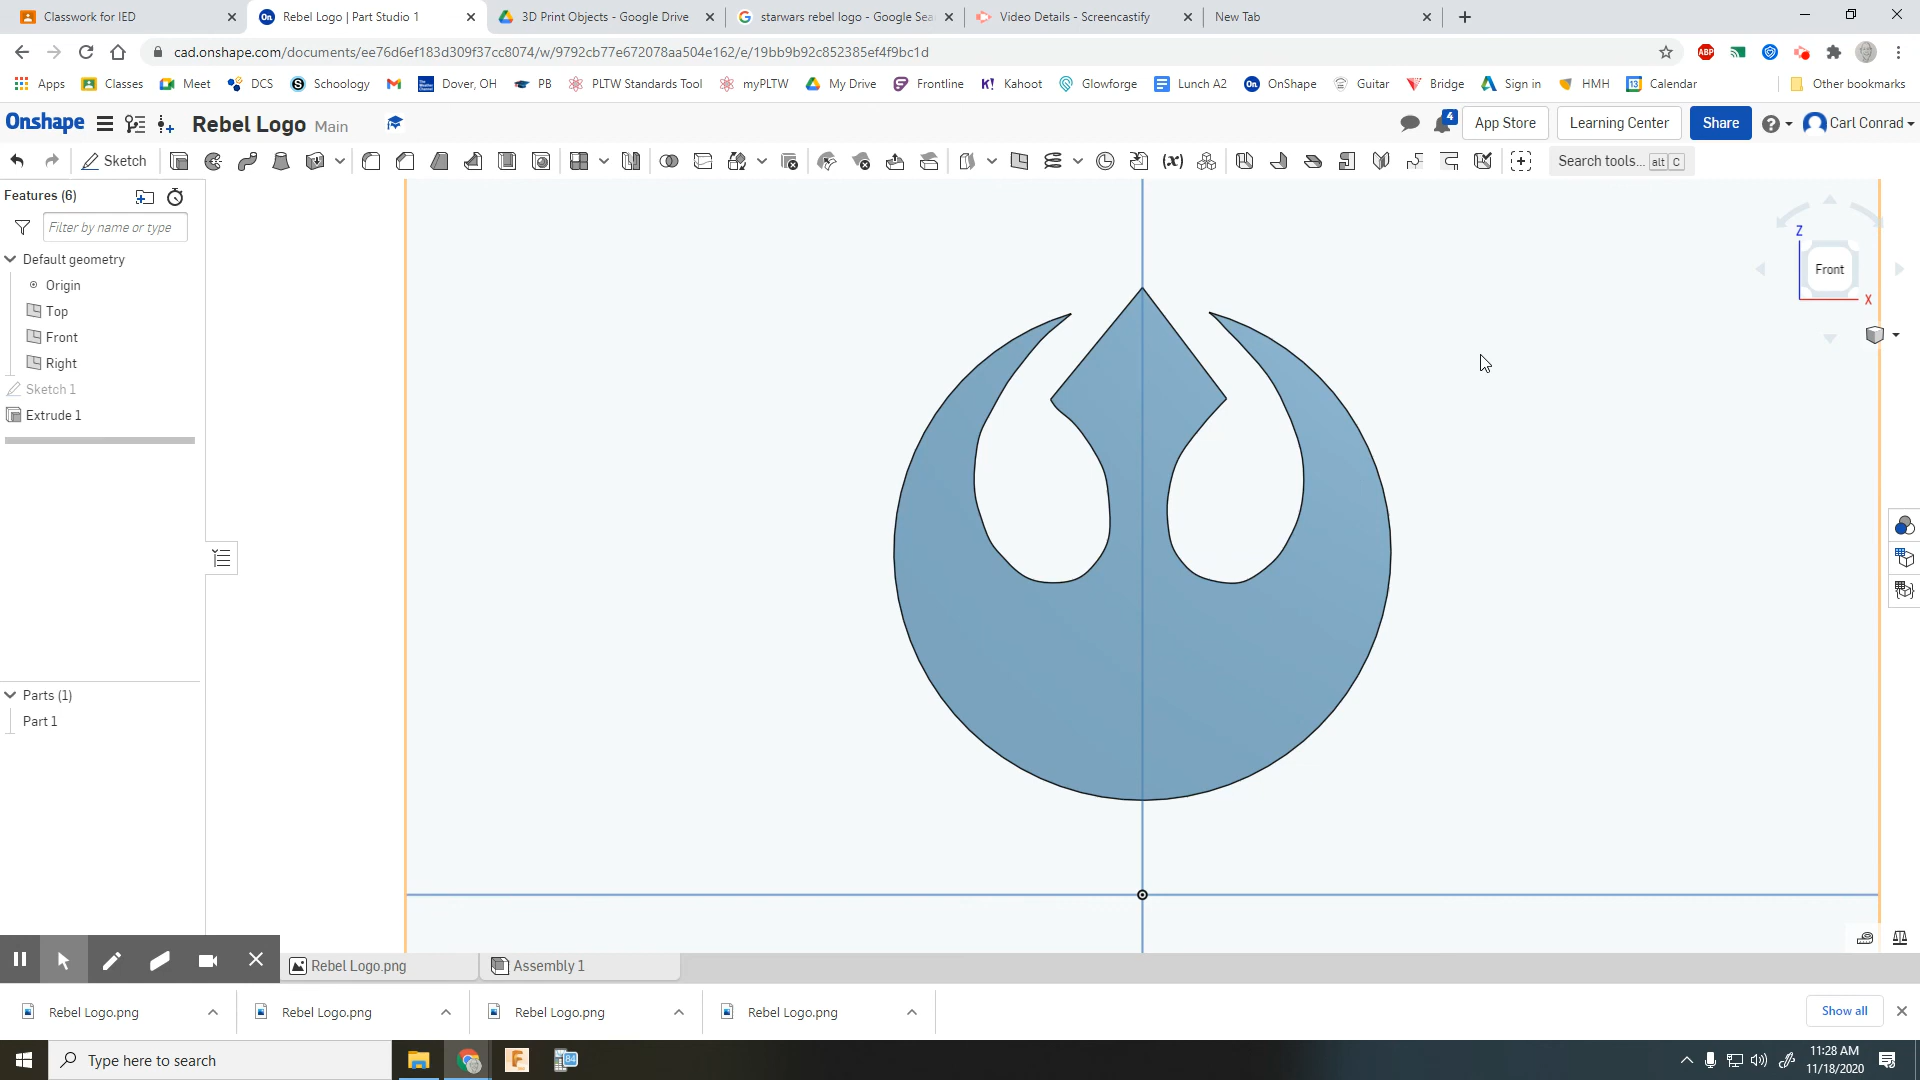 Classwork for IED
On Rebel Logo | Part Studio 1
3D Print Objects - Google Drive
starwars rebel logo - Google Sea
Video Details - Screencastify
New Tab
cad.onshape.com/documents/ee76d6ef183d309f37cc8074/w/9792cb77e672078aa504e162/e/19bb9b92c852385ef4f9bc1d
ABP
Apps Classes Meet DCS S Schoology Dover, OH PB PLTW Standards Tool myPLTW My Drive Frontline K! Kahoot Glowforge Lunch A2 On OnShape Guitar Bridge Sign in HMH 13 Calendar Other bookmarks
Onshape Rebel Logo Main 4 App Store Learning Center Share Carl Conrad
Sketch (x) Search tools... alt C
Features (6)
Filter by name or type
Default geometry
Origin
Top
Front
Right
Sketch 1
Extrude 1
Z
Front
X
Parts (1)
Part 1
Rebel Logo.png
Assembly 1
Rebel Logo.png Rebel Logo.png Rebel Logo.png Rebel Logo.png Show all
Type here to search
F
84
11:28 AM
11/18/2020